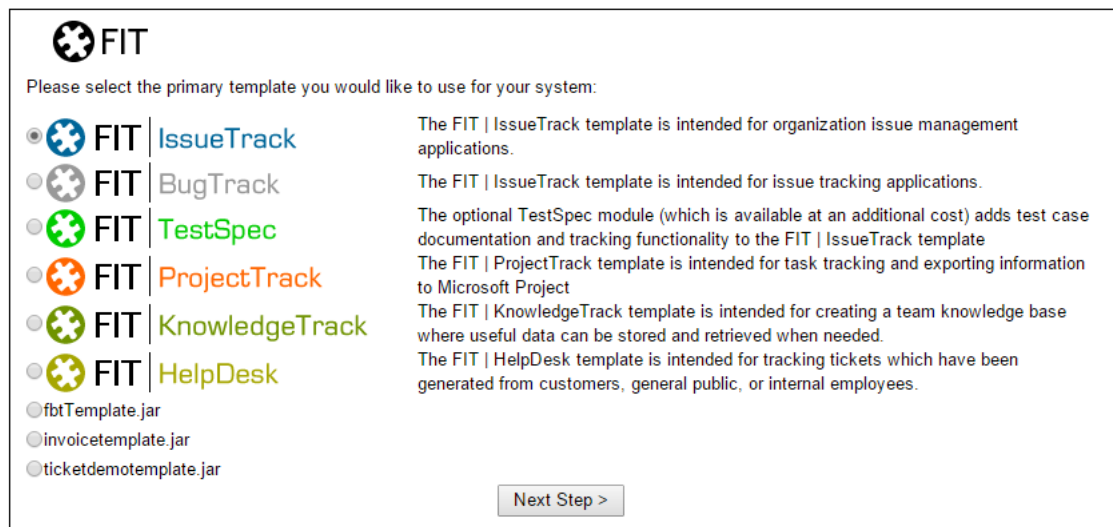 FIT
Please select the primary template you would like to use for your system:
FIT | IssueTrack
The FIT | IssueTrack template is intended for organization issue management
applications.
FIT | BugTrack
The FIT | IssueTrack template is intended for issue tracking applications.
FIT | TestSpec
The optional TestSpec module (which is available at an additional cost) adds test case
documentation and tracking functionality to the FIT | IssueTrack template
FIT | ProjectTrack
The FIT | ProjectTrack template is intended for task tracking and exporting information
to Microsoft Project
FIT | KnowledgeTrack
The FIT | KnowledgeTrack template is intended for creating a team knowledge base
where useful data can be stored and retrieved when needed.
FIT | HelpDesk
The FIT | HelpDesk template is intended for tracking tickets which have been
generated from customers, general public, or internal employees.
fbtTemplate.jar
invoicetemplate.jar
ticketdemotemplate.jar
Next Step >